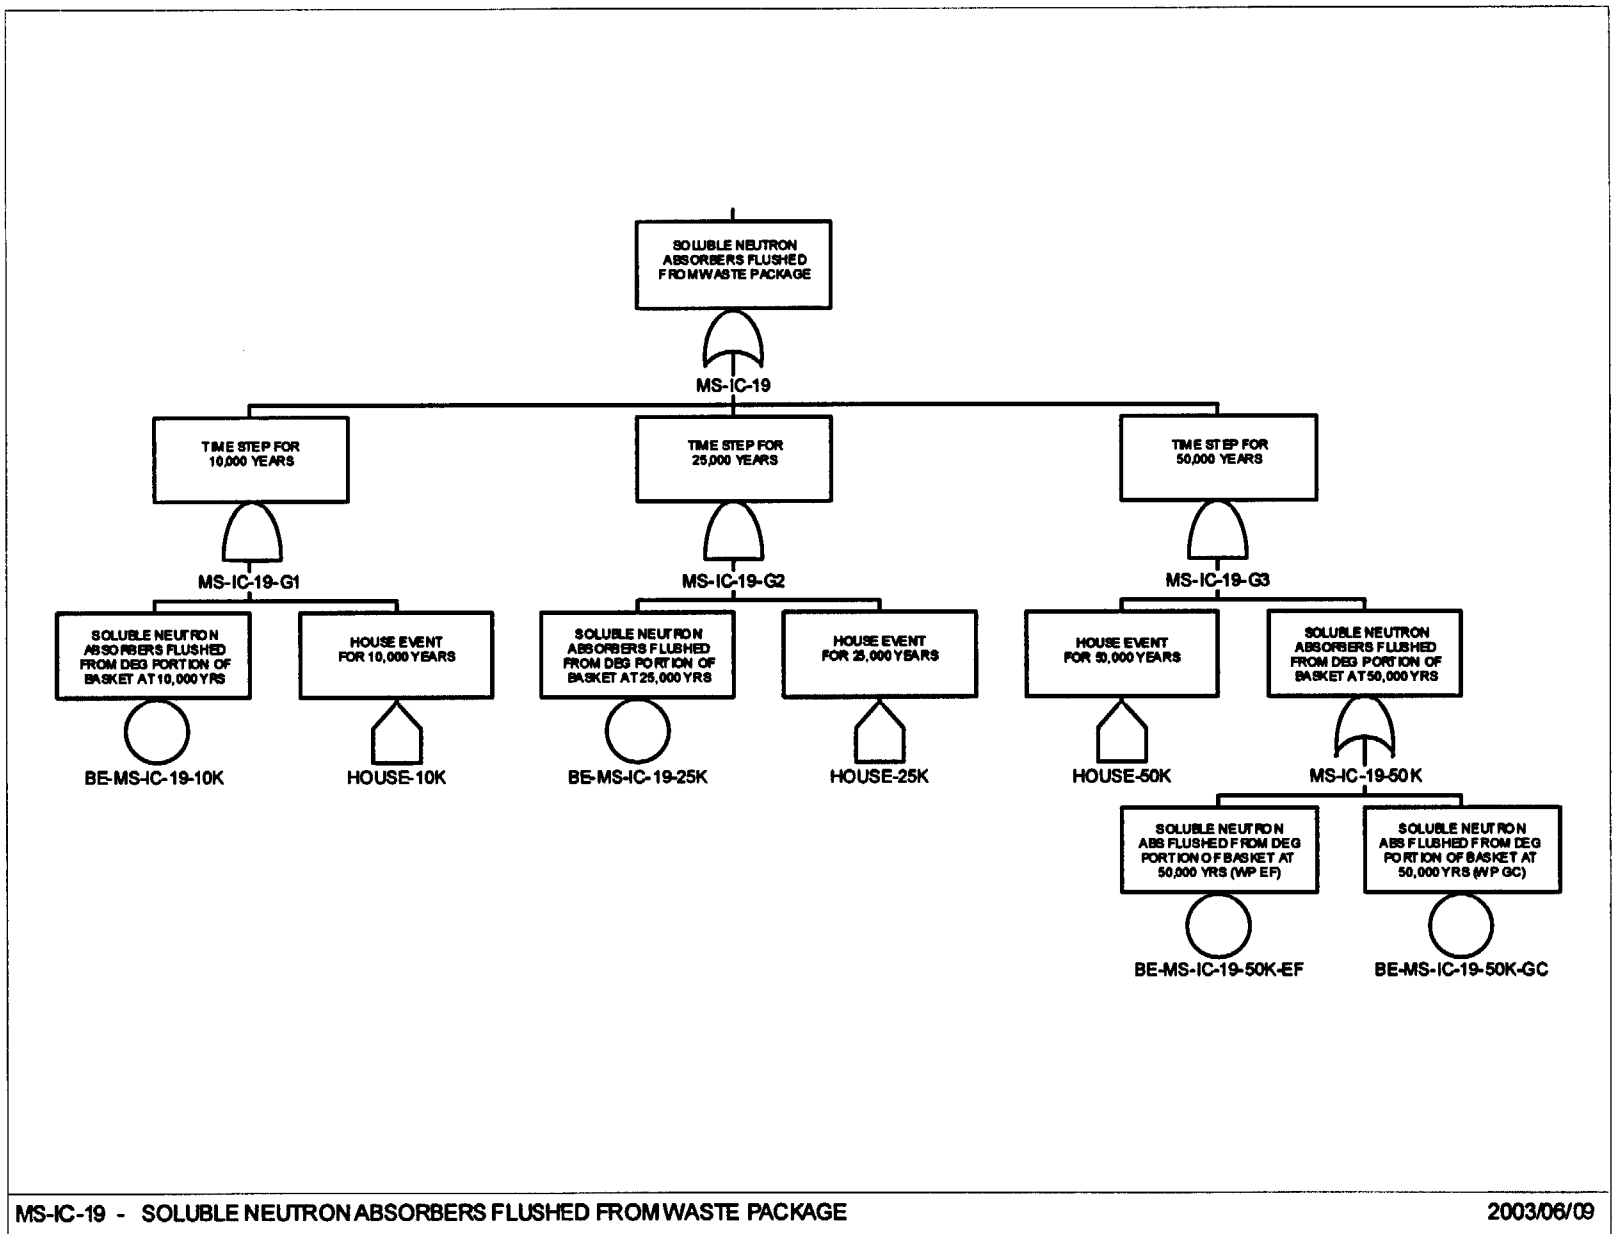 SOLUBLE NEUTRON
ABSORBERS FLUSHED
FROM WASTE PACKAGE
MS-IC-19
TIME STEP FOR
10,000 YEARS
TIME STEP FOR
25,000 YEARS
TIME STEP FOR
50,000 YEARS
MS-IC-19-G1
MS-IC-19-G2
MS-IC-19-G3
SOLUBLE NEUTRON
ABSORBERS FLUSHED
FROM DEG PORTION OF
BASKET AT 10,000 YRS
HOUSE EVENT
FOR 10,000 YEARS
SOLUBLE NEUTRON
ABSORBERS FLUSHED
FROM DEG PORTION OF
BASKET AT 25,000 YRS
HOUSE EVENT
FOR 25,000 YEARS
HOUSE EVENT
FOR 50,000 YEARS
SOLUBLE NEUTRON
ABSORBERS FLUSHED
FROM DEG PORTION OF
BASKET AT 50,000 YRS
BE-MS-IC-19-10K
HOUSE-10K
BE-MS-IC-19-25K
HOUSE-25K
HOUSE-50K
MS-IC-19-50K
SOLUBLE NEUTRON
ABS FLUSHED FROM DEG
PORTION OF BASKET AT
50,000 YRS (WP EF)
SOLUBLE NEUTRON
ABS FLUSHED FROM DEG
PORTION OF BASKET AT
50,000 YRS (WP GC)
BE-MS-IC-19-50K-EF
BE-MS-IC-19-50K-GC
MS-IC-19 - SOLUBLE NEUTRON ABSORBERS FLUSHED FROM WASTE PACKAGE
2003/06/09